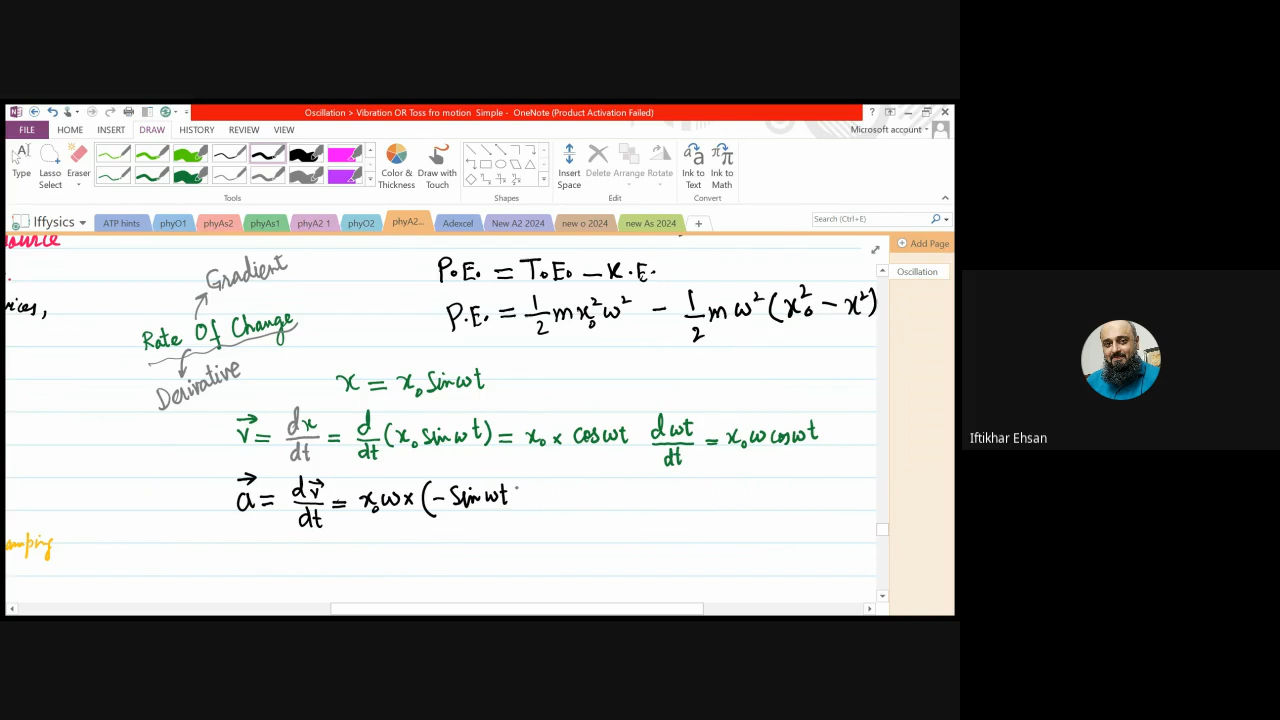 Oscillation > Vibration OR Toss fro motion Simple - OneNote (Product Activation Failed)
FILE HOME INSERT DRAW HISTORY REVIEW VIEW
Microsoft account
Type
Lasso Select
Eraser
Color & Thickness
Draw with Touch
Insert Space
Delete
Arrange
Rotate
Ink to Text
Ink to Math
Tools
Shapes
Edit
Convert
Iffysics
ATP hints
phyO1
phyAs2
phyAs1
phyA2 1
phyO2
phyA2...
Adexcel
New A2 2024
new o 2024
new As 2024
Search (Ctrl+E)
Add Page
Oscillation
ource
rices,
amping
Gradient
Rate Of Change
Derivative
P.E. = T.E. - K.E.
P.E. = 1/2 m x₀² ω² - 1/2 m ω² (x₀² - x²)
x = x₀ Sin ωt
v⃗ = dx/dt = d/dt (x₀ sin ωt) = x₀ × cos ωt dωt/dt = x₀ ω cos ωt
a⃗ = dv⃗/dt = x₀ ω × (- Sin ωt
Iftikhar Ehsan